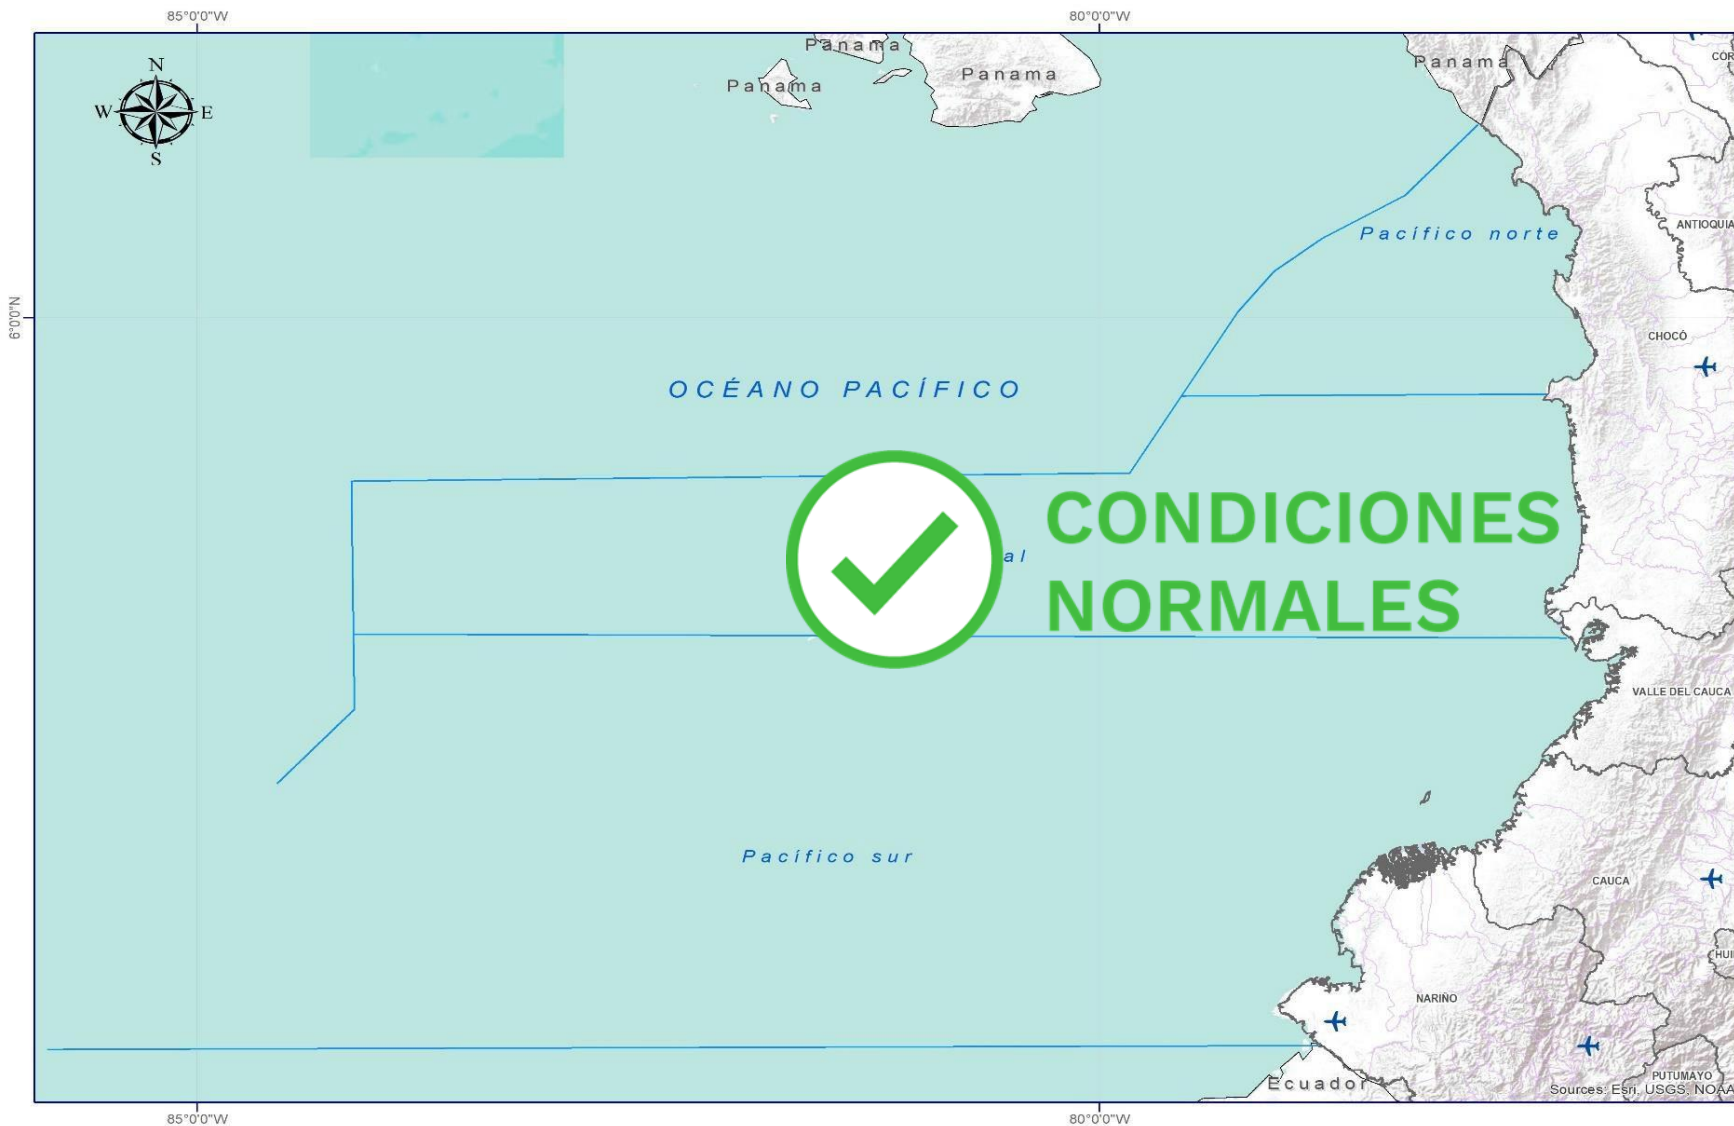 85°0'0"W
80°0'0"W
N
W
E
S
Panama
Panama
Panama
Panama
ANTIOQUIA
Pacífico norte
6°0'0"N
CHOCÓ
OCÉANO PACÍFICO
CONDICIONES
al
NORMALES
VALLE DEL CAUCA
Pacífico sur
CAUCA
HUI
NARIÑO
Ecuador
PUTUMAYO
Sources: Esri, USGS, NOAA
85°0'0"W
80°0'0"W